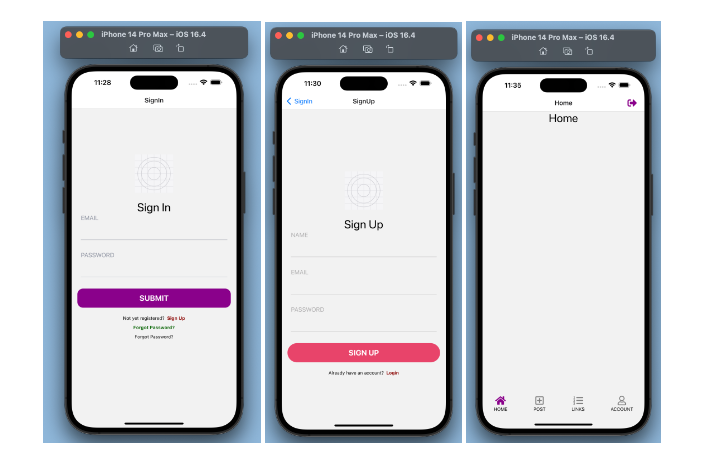 iPhone 14 Pro Max – iOS 16.4
11:28
SignIn
Sign In
EMAIL
PASSWORD
SUBMIT
Not yet registered? Sign Up
Forgot Password?
Forgot Password?
iPhone 14 Pro Max – iOS 16.4
11:30
SignIn
SignUp
Sign Up
NAME
EMAIL
PASSWORD
SIGN UP
Already have an account? Login
iPhone 14 Pro Max – iOS 16.4
11:35
Home
Home
HOME
POST
LINKS
ACCOUNT